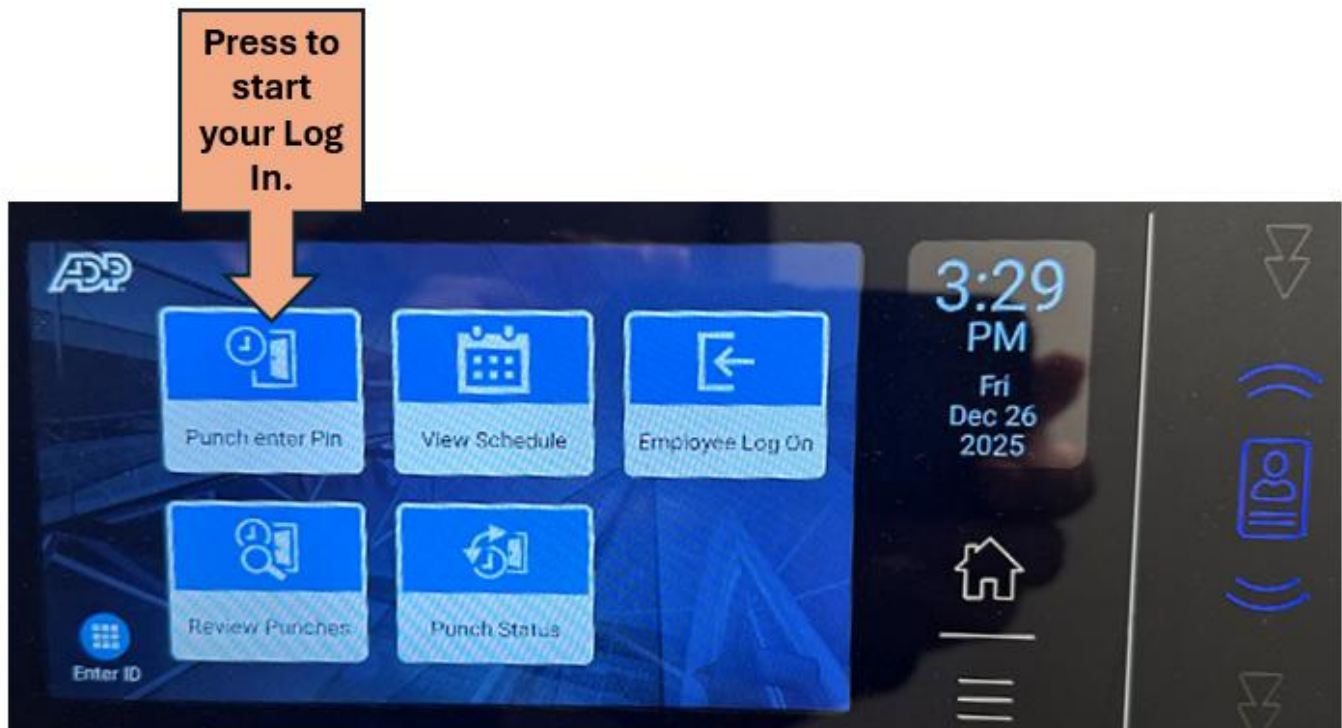 Press to
start
your Log
In.
ADP
3:29
PM
Fri
Dec 26
2025
Punch enter Pin
View Schedule
Employee Log On
Review Punches
Punch Status
Enter ID